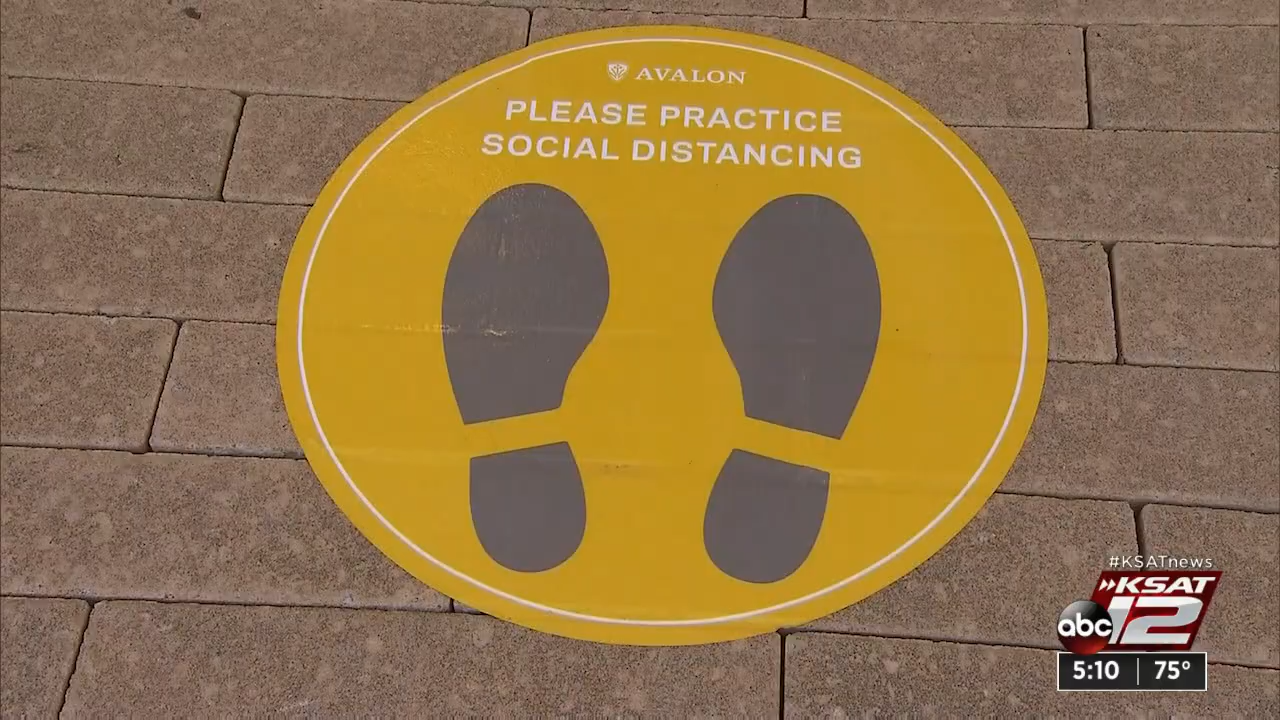 AVALON
PLEASE PRACTICE
SOCIAL DISTANCING
#KSATnews
KSAT
abc 12
5:10 75°